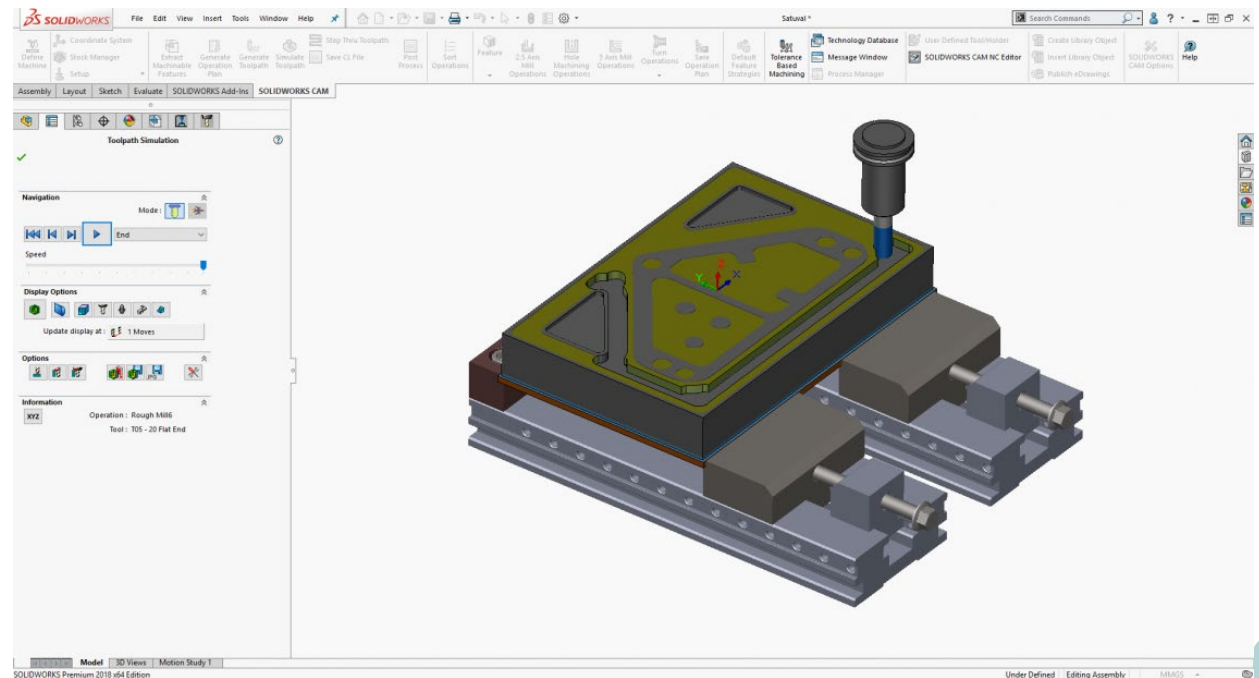 SOLIDWORKS File Edit View Insert Tools Window Help Satuval * Search Commands
Define Machine Coordinate System Stock Manager Setup Extract Machinable Features Generate Operation Plan Generate Toolpath Simulate Toolpath Step Thru Toolpath Save CL File Post Process Sort Operations Feature 2.5 Axis Mill Operations Hole Machining Operations 3 Axis Mill Operations Turn Operations Save Operation Plan Default Feature Strategies Tolerance Based Machining Technology Database Message Window Process Manager User Defined Tool/Holder SOLIDWORKS CAM NC Editor Create Library Object Insert Library Object Publish eDrawings SOLIDWORKS CAM Options Help
Assembly Layout Sketch Evaluate SOLIDWORKS Add-Ins SOLIDWORKS CAM
Toolpath Simulation
Navigation
Mode :
End
Speed
Display Options
Update display at : 1 Moves
Options
Information
XYZ Operation : Rough Mill6
Tool : T05 - 20 Flat End
Z
Y X
Model 3D Views Motion Study 1
SOLIDWORKS Premium 2018 x64 Edition Under Defined Editing Assembly MMGS